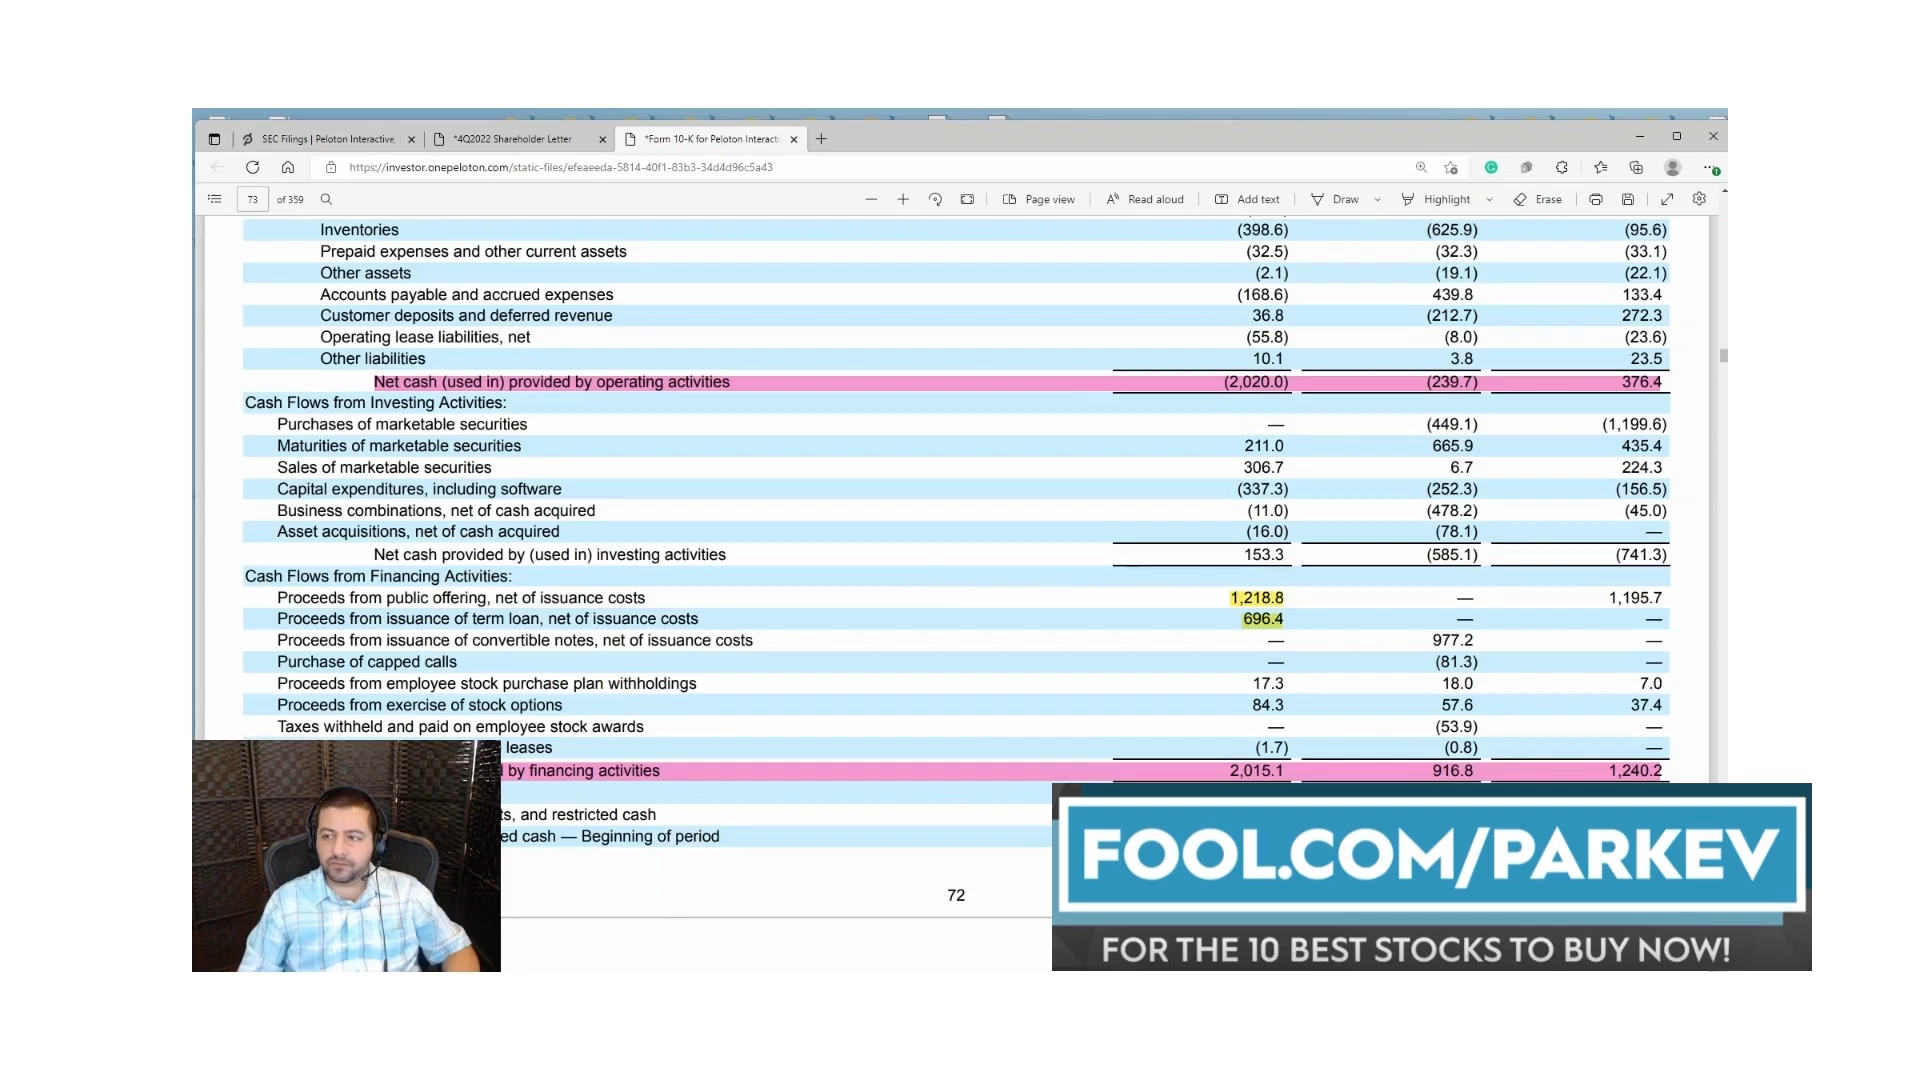 SEC Filings | Peloton Interactive
*4Q2022 Shareholder Letter
*Form 10-K for Peloton Interacti
https://investor.onepeloton.com/static-files/efeaeeda-5814-40f1-83b3-34d4d96c5a43
73 of 359 Page view Read aloud Add text Draw Highlight Erase
Inventories (398.6) (625.9) (95.6)
Prepaid expenses and other current assets (32.5) (32.3) (33.1)
Other assets (2.1) (19.1) (22.1)
Accounts payable and accrued expenses (168.6) 439.8 133.4
Customer deposits and deferred revenue 36.8 (212.7) 272.3
Operating lease liabilities, net (55.8) (8.0) (23.6)
Other liabilities 10.1 3.8 23.5
Net cash (used in) provided by operating activities (2,020.0) (239.7) 376.4
Cash Flows from Investing Activities:
Purchases of marketable securities — (449.1) (1,199.6)
Maturities of marketable securities 211.0 665.9 435.4
Sales of marketable securities 306.7 6.7 224.3
Capital expenditures, including software (337.3) (252.3) (156.5)
Business combinations, net of cash acquired (11.0) (478.2) (45.0)
Asset acquisitions, net of cash acquired (16.0) (78.1) —
Net cash provided by (used in) investing activities 153.3 (585.1) (741.3)
Cash Flows from Financing Activities:
Proceeds from public offering, net of issuance costs 1,218.8 — 1,195.7
Proceeds from issuance of term loan, net of issuance costs 696.4 — —
Proceeds from issuance of convertible notes, net of issuance costs — 977.2 —
Purchase of capped calls — (81.3) —
Proceeds from employee stock purchase plan withholdings 17.3 18.0 7.0
Proceeds from exercise of stock options 84.3 57.6 37.4
Taxes withheld and paid on employee stock awards — (53.9) —
leases (1.7) (0.8) —
by financing activities 2,015.1 916.8 1,240.2
ts, and restricted cash
ed cash — Beginning of period
72
FOOL.COM/PARKEV
FOR THE 10 BEST STOCKS TO BUY NOW!